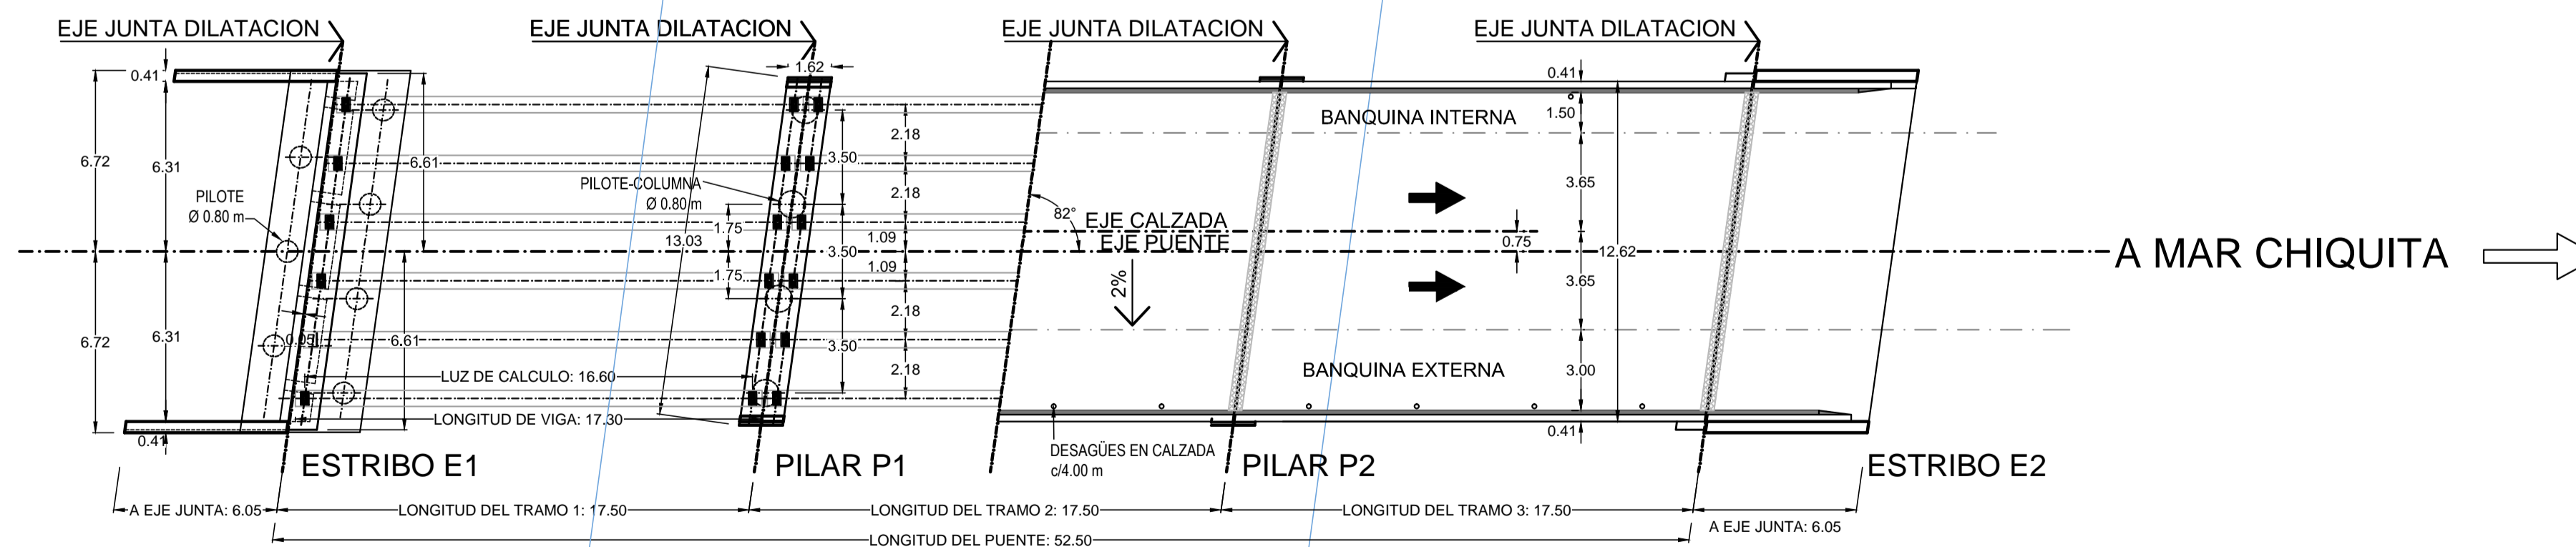 EJE JUNTA DILATACION
EJE JUNTA DILATACION
EJE JUNTA DILATACION
EJE JUNTA DILATACION
0.41
6.72
6.31
6.61
PILOTE
Ø 0.80 m
6.72
6.31
6.61
0.05
0.41
1.62
PILOTE-COLUMNA
Ø 0.80 m
13.03
1.75
1.75
3.50
3.50
3.50
2.18
2.18
1.09
1.09
2.18
2.18
LUZ DE CALCULO: 16.60
LONGITUD DE VIGA: 17.30
82°
EJE CALZADA
EJE PUENTE
2%
BANQUINA INTERNA
BANQUINA EXTERNA
0.41
1.50
3.65
0.75
12.62
3.65
3.00
0.41
A MAR CHIQUITA
DESAGÜES EN CALZADA
c/4.00 m
ESTRIBO E1
PILAR P1
PILAR P2
ESTRIBO E2
A EJE JUNTA: 6.05
LONGITUD DEL TRAMO 1: 17.50
LONGITUD DEL TRAMO 2: 17.50
LONGITUD DEL TRAMO 3: 17.50
A EJE JUNTA: 6.05
LONGITUD DEL PUENTE: 52.50